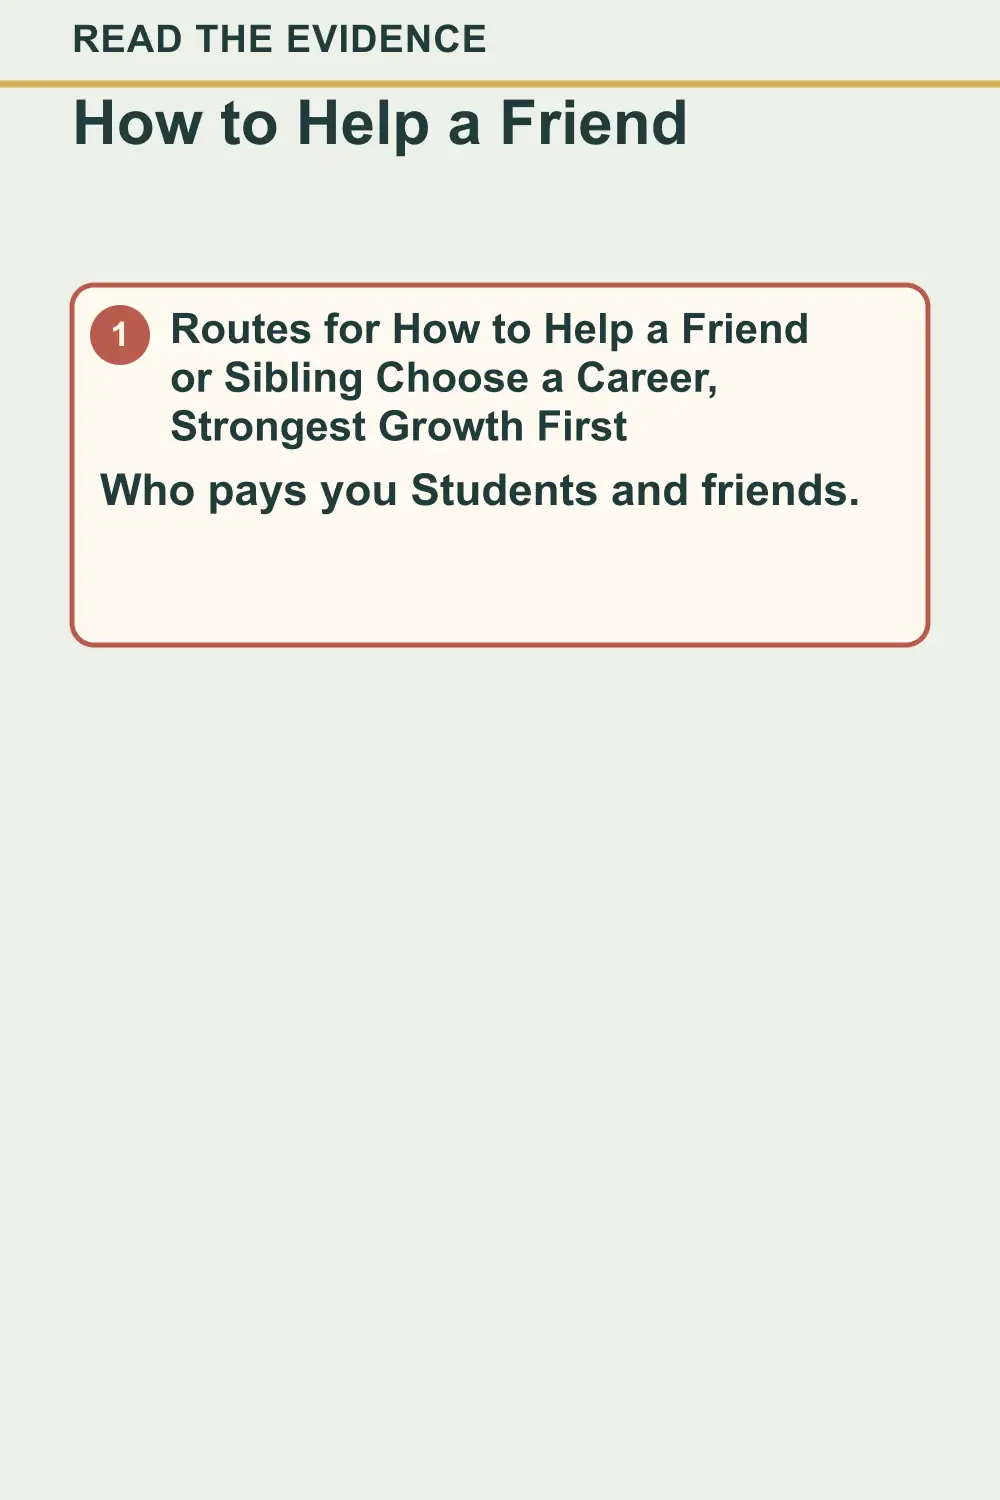 READ THE EVIDENCE
How to Help a Friend
1
Routes for How to Help a Friend
or Sibling Choose a Career,
Strongest Growth First
Who pays you Students and friends.